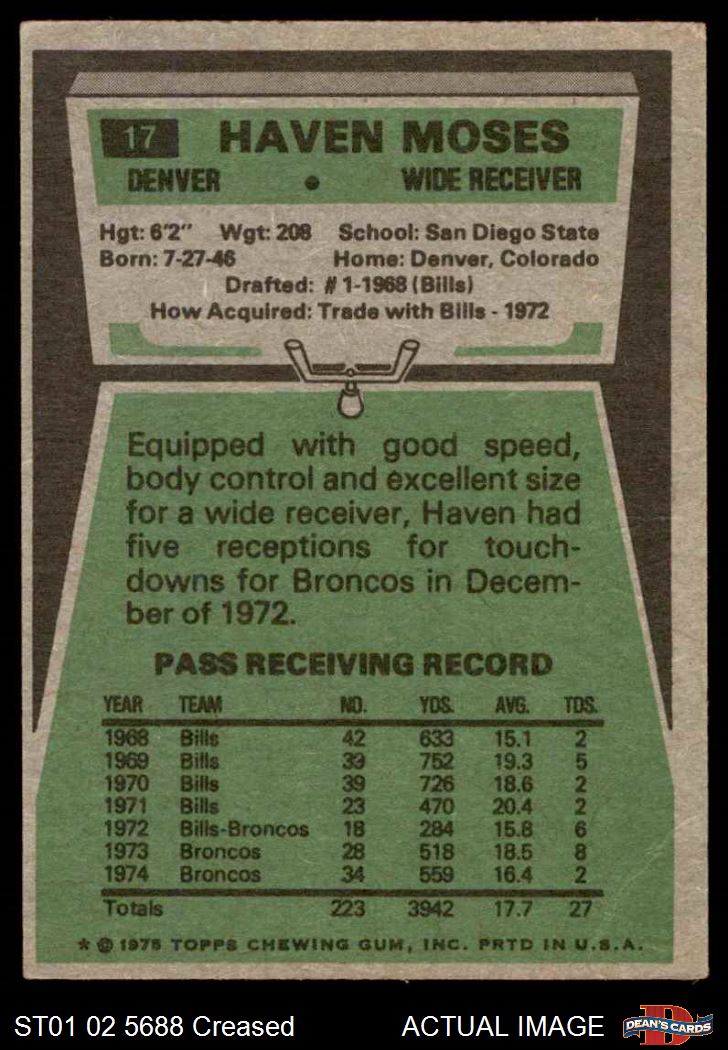 17 HAVEN MOSES
DENVER • WIDE RECEIVER
Hgt: 6'2" Wgt: 208 School: San Diego State
Born: 7-27-46 Home: Denver, Colorado
Drafted: #1-1968 (Bills)
How Acquired: Trade with Bills - 1972
Equipped with good speed,
body control and excellent size
for a wide receiver, Haven had
five receptions for touch-
downs for Broncos in Decem-
ber of 1972.
PASS RECEIVING RECORD
YEAR TEAM NO. YDS. AVG. TDS.
1968 Bills 42 633 15.1 2
1969 Bills 39 752 19.3 5
1970 Bills 39 726 18.6 2
1971 Bills 23 470 20.4 2
1972 Bills-Broncos 18 284 15.8 6
1973 Broncos 28 518 18.5 8
1974 Broncos 34 559 16.4 2
Totals 223 3942 17.7 27
* © 1975 TOPPS CHEWING GUM, INC. PRTD IN U.S.A.
ST01 02 5688 Creased ACTUAL IMAGE D DEAN'S CARDS